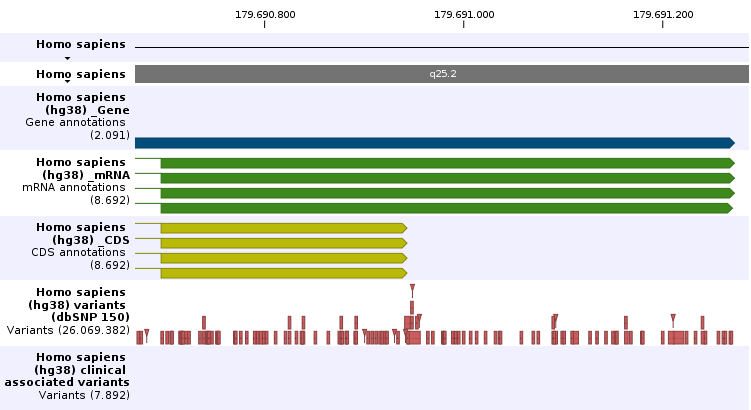 179.690.800 179.691.000 179.691.200
Homo sapiens
Homo sapiens
q25.2
Homo sapiens
(hg38) _Gene
Gene annotations
(2.091)
Homo sapiens
(hg38) _mRNA
mRNA annotations
(8.692)
Homo sapiens
(hg38) _CDS
CDS annotations
(8.692)
Homo sapiens
(hg38) variants
(dbSNP 150)
Variants (26.069.382)
Homo sapiens
(hg38) clinical
associated variants
Variants (7.892)